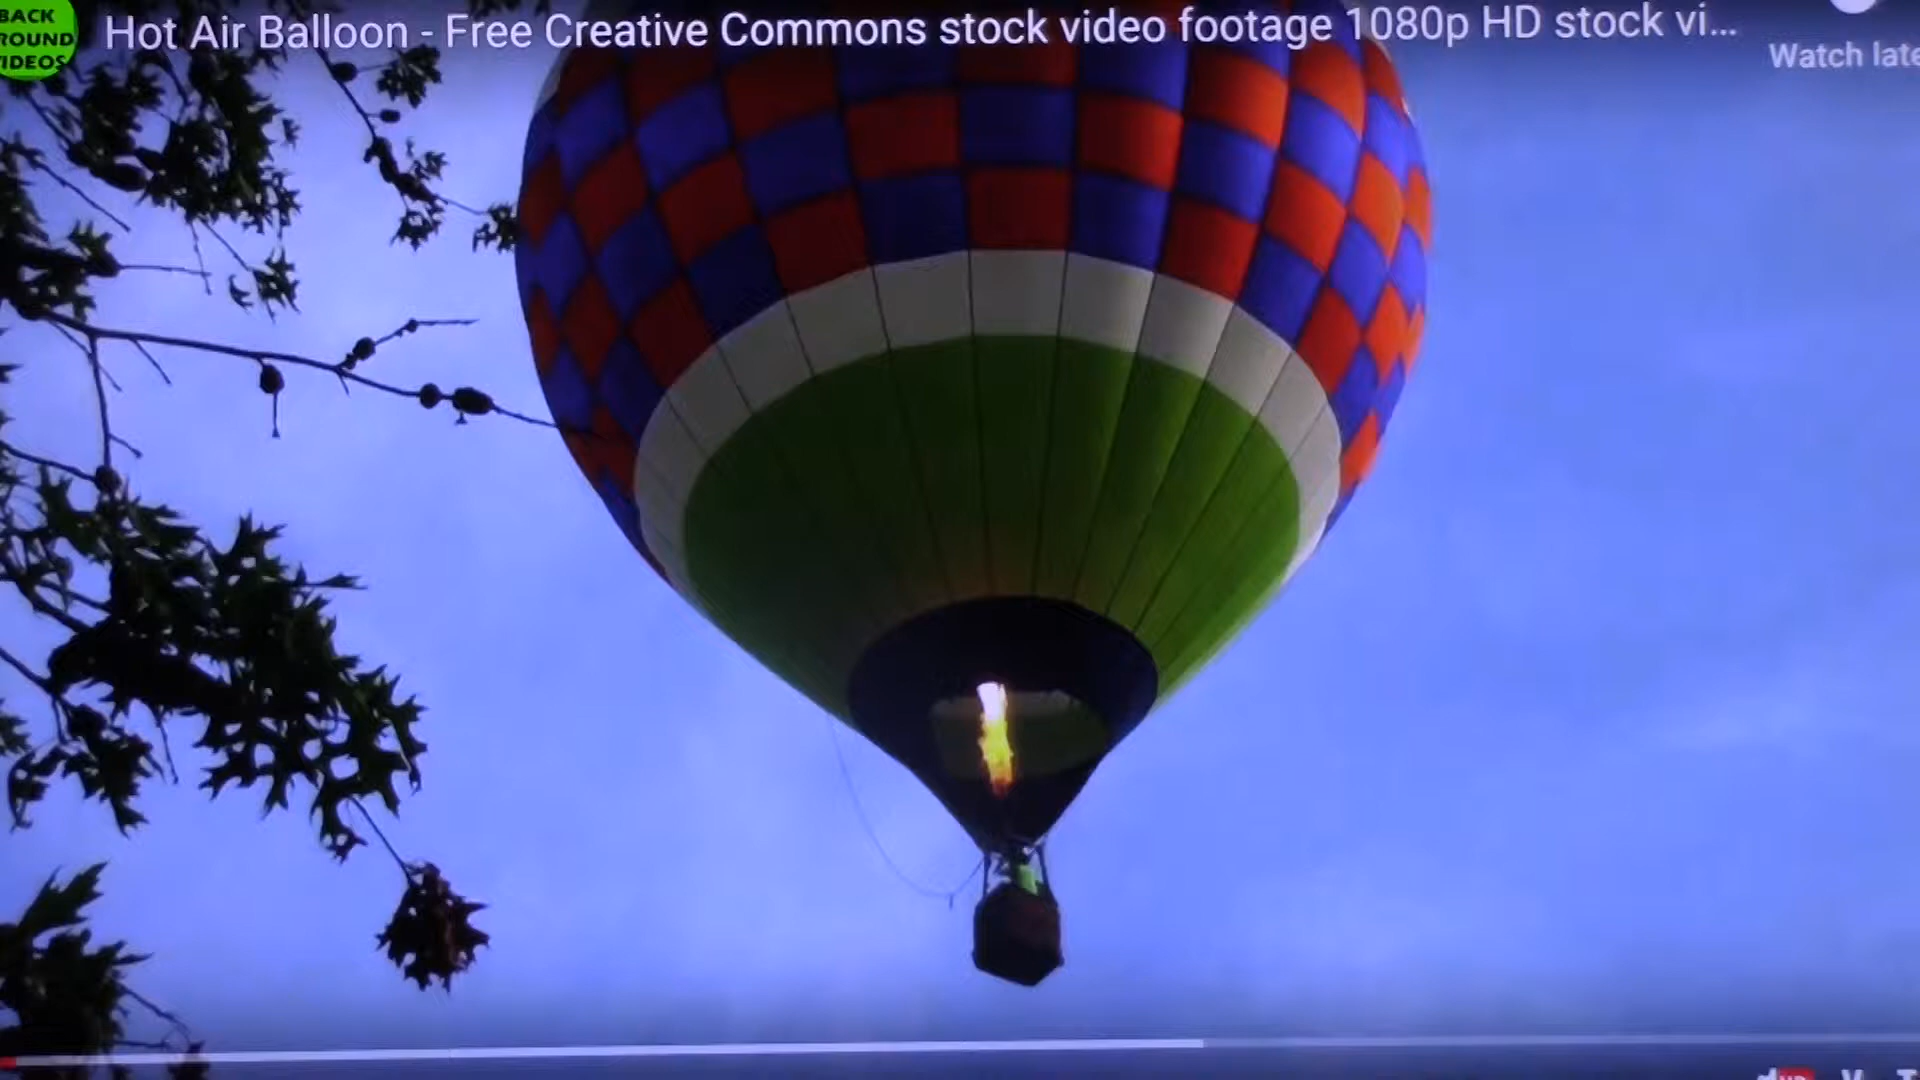 BACK
ROUND
VIDEOS
Hot Air Balloon - Free Creative Commons stock video footage 1080p HD stock vi...
Watch late